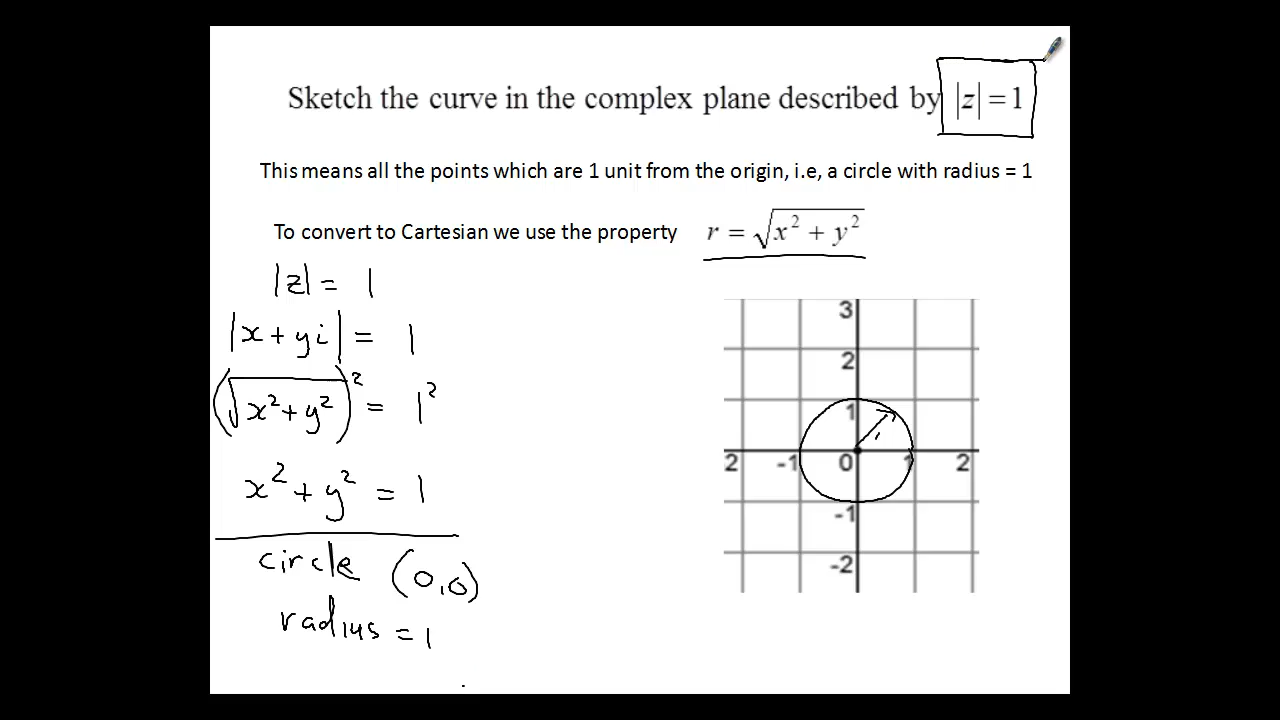 Sketch the curve in the complex plane described by |z| = 1
This means all the points which are 1 unit from the origin, i.e, a circle with radius = 1
To convert to Cartesian we use the property r = √(x² + y²)
|z| = 1
|x + yi| = 1
(√(x² + y²))² = 1²
x² + y² = 1
circle (0,0)
radius = 1
3
2
1
1
2 -1 0 1 2
-1
-2